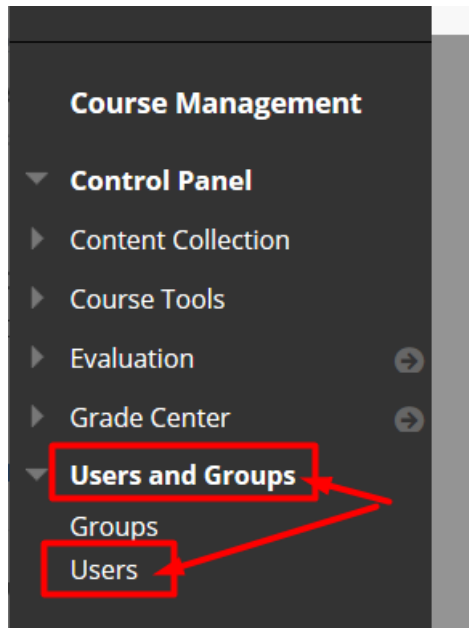 Course Management
Control Panel
Content Collection
Course Tools
Evaluation
Grade Center
Users and Groups
Groups
Users